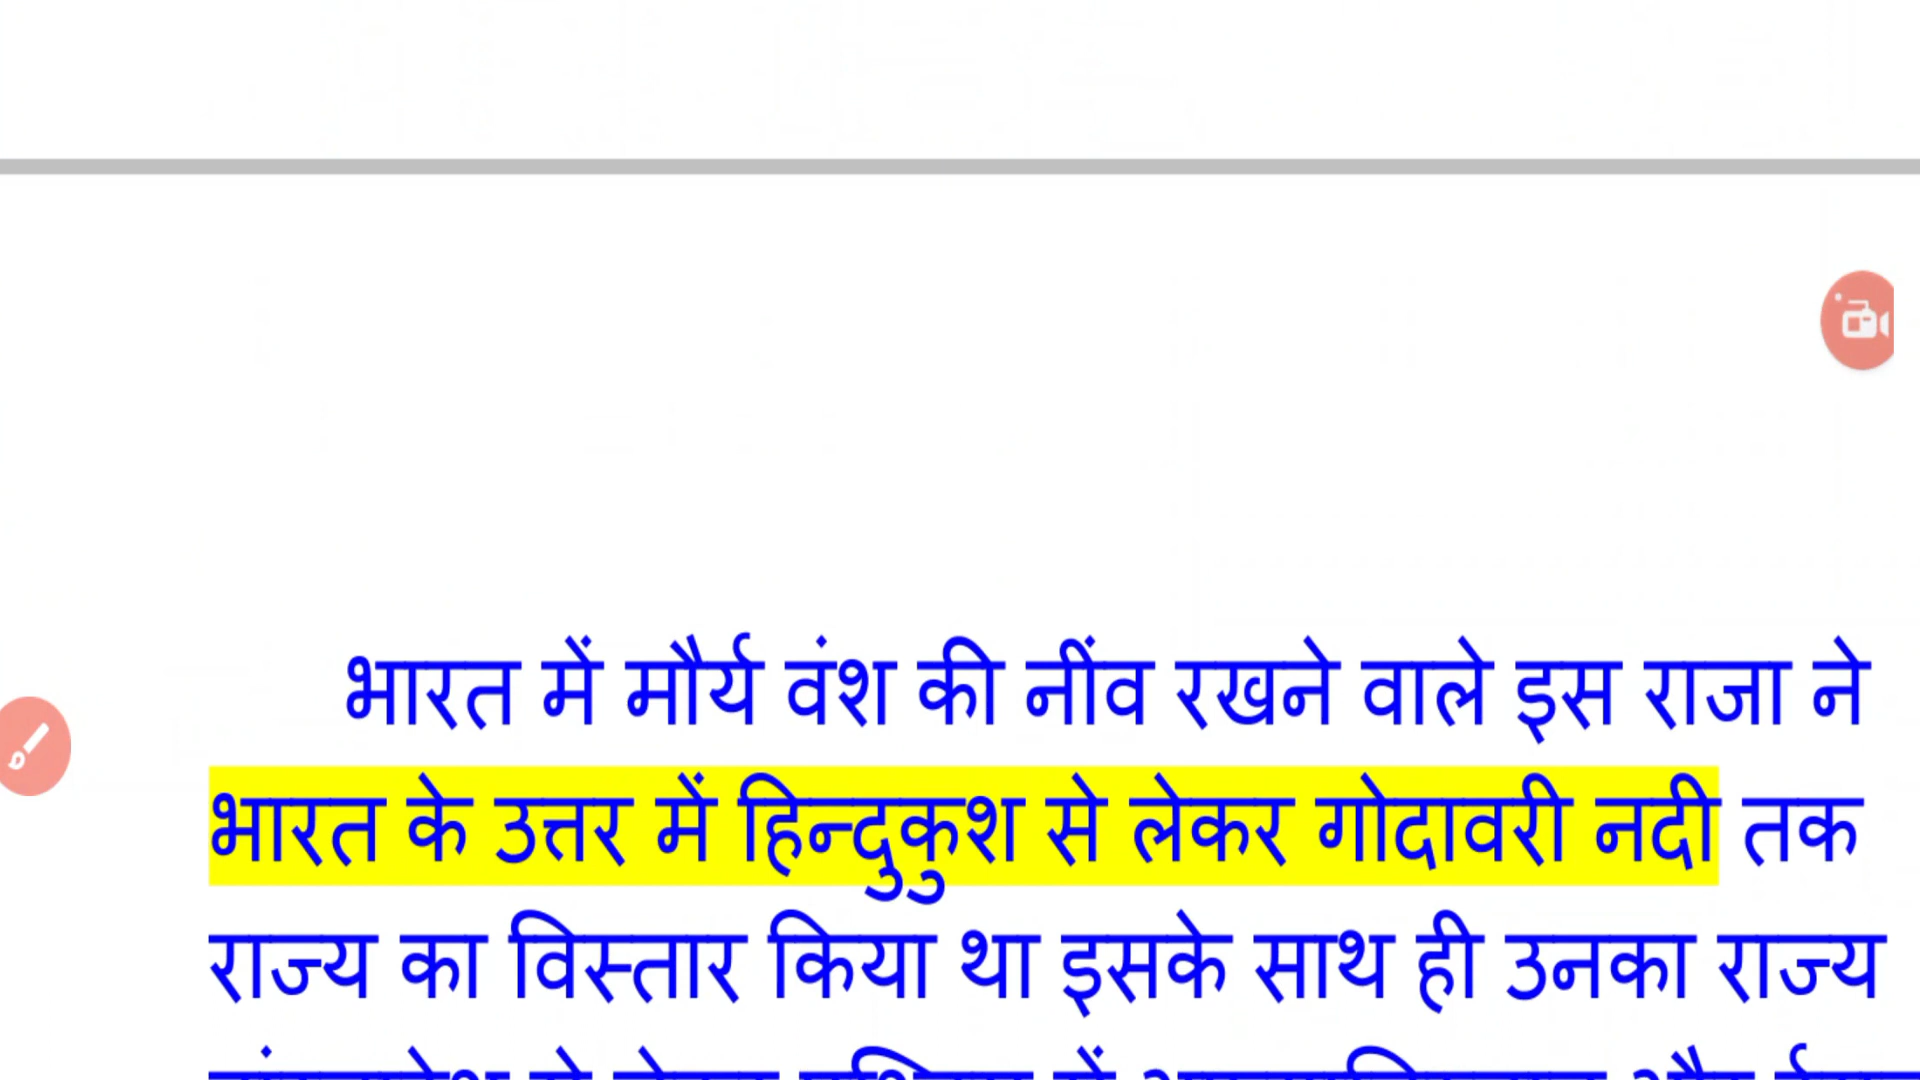 भारत में मौर्य वंश की नींव रखने वाले इस राजा ने
भारत के उत्तर में हिन्दुकुश से लेकर गोदावरी नदी तक
राज्य का विस्तार किया था इसके साथ ही उनका राज्य